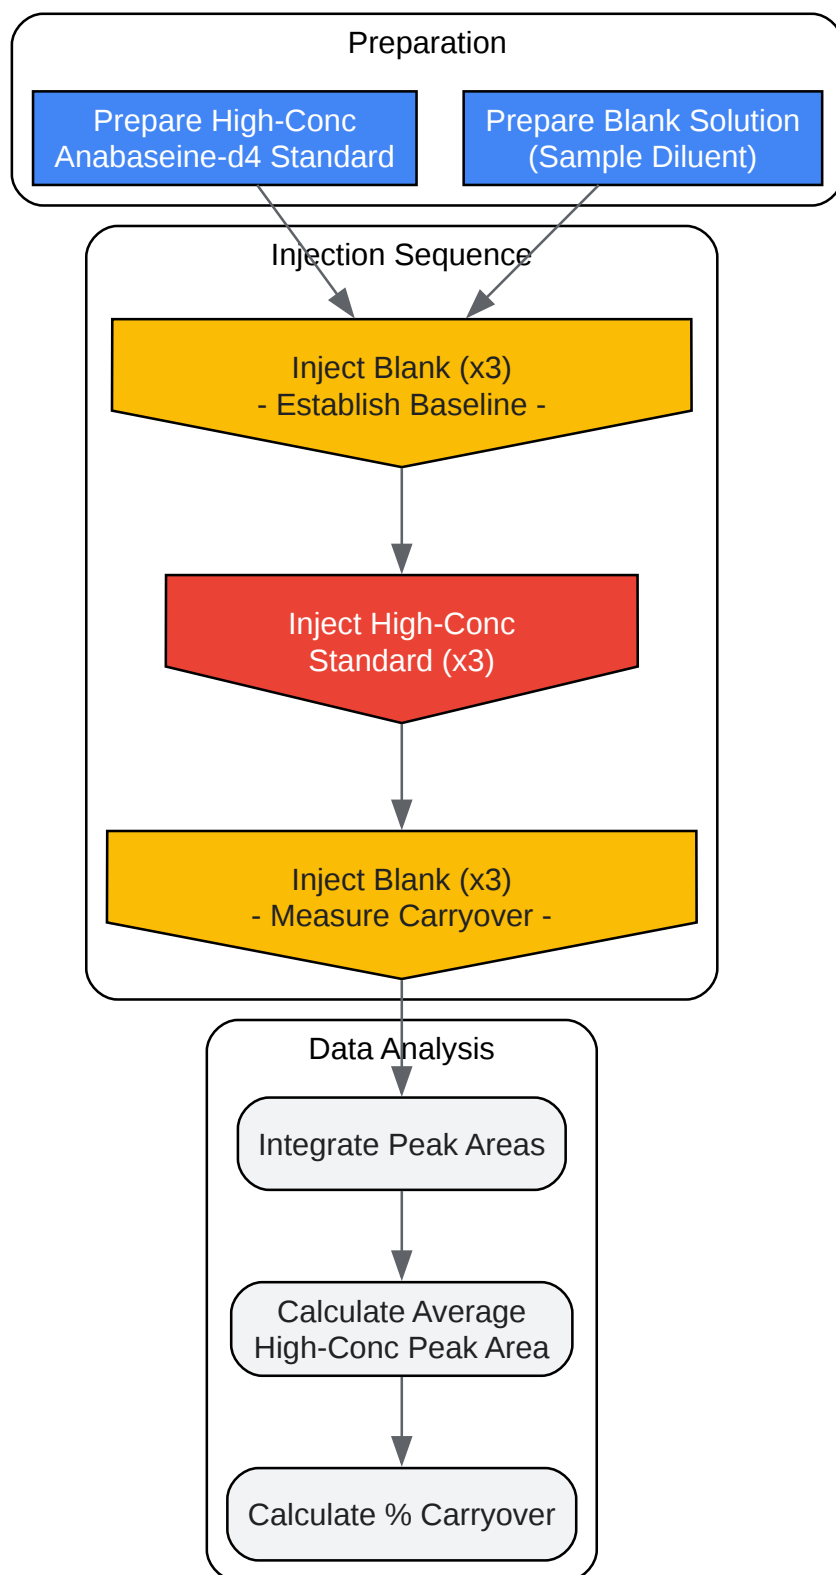 Preparation
Prepare High-Conc
Anabaseine-d4 Standard
Prepare Blank Solution
(Sample Diluent)
Injection Sequence
Inject Blank (x3)
- Establish Baseline -
Inject High-Conc
Standard (x3)
Inject Blank (x3)
- Measure Carryover -
Data Analysis
Integrate Peak Areas
Calculate Average
High-Conc Peak Area
Calculate % Carryover